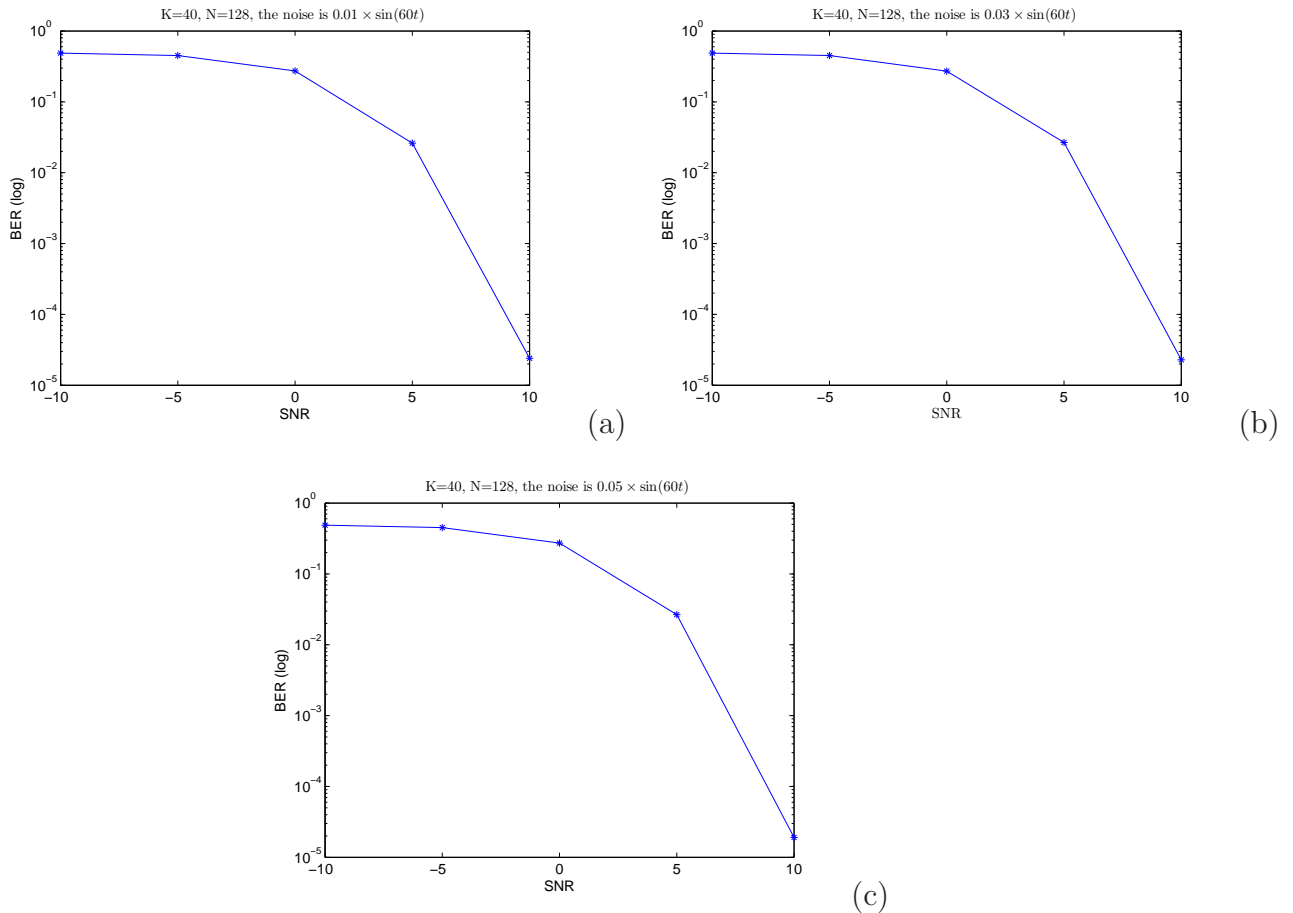 K=40, N=128, the noise is 0.01 × sin(60t)
10^0
10^−1
10^−2
10^−3
10^−4
10^−5
BER (log)
−10 −5 0 5 10
SNR
(a)
K=40, N=128, the noise is 0.03 × sin(60t)
10^0
10^−1
10^−2
10^−3
10^−4
10^−5
BER (log)
−10 −5 0 5 10
SNR
(b)
K=40, N=128, the noise is 0.05 × sin(60t)
10^0
10^−1
10^−2
10^−3
10^−4
10^−5
BER (log)
−10 −5 0 5 10
SNR
(c)